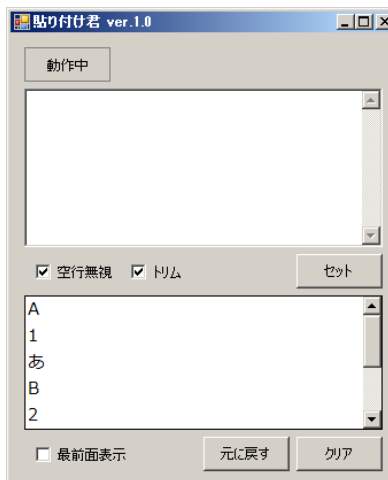 貼り付け君 ver.1.0
動作中
空行無視 トリム セット
A
1
あ
B
2
最前面表示 元に戻す クリア